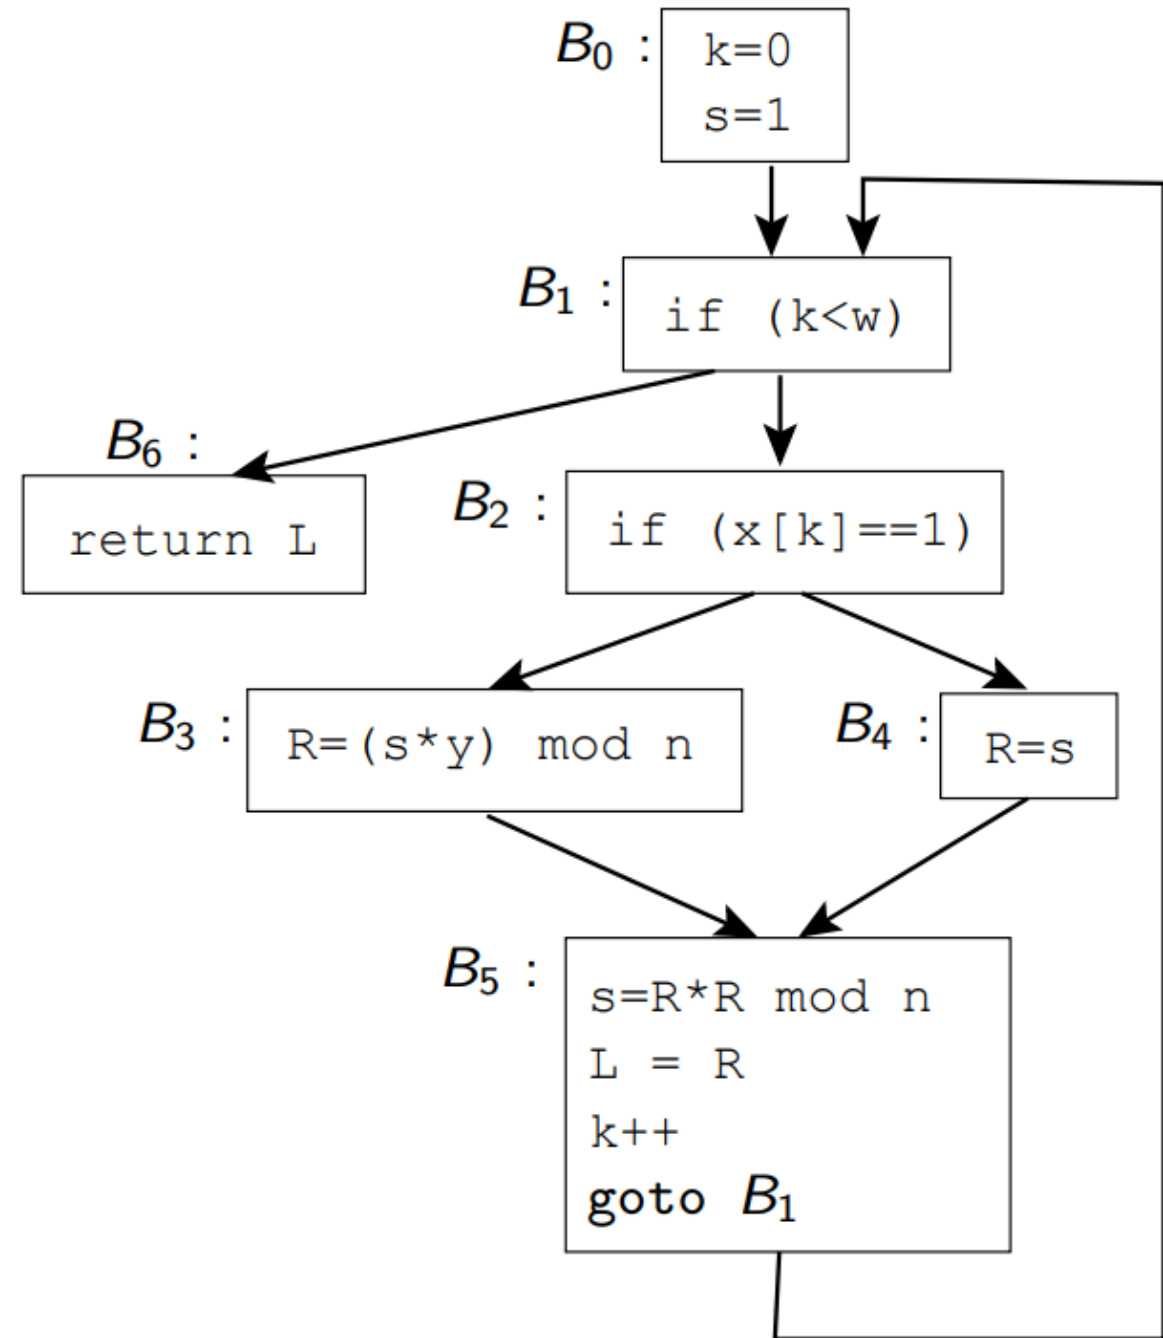 B₀ :
k=0
s=1
B₁ :
if (k<w)
B₆ :
return L
B₂ :
if (x[k]==1)
B₃ :
R=(s*y) mod n
B₄ :
R=s
B₅ :
s=R*R mod n
L = R
k++
goto B₁